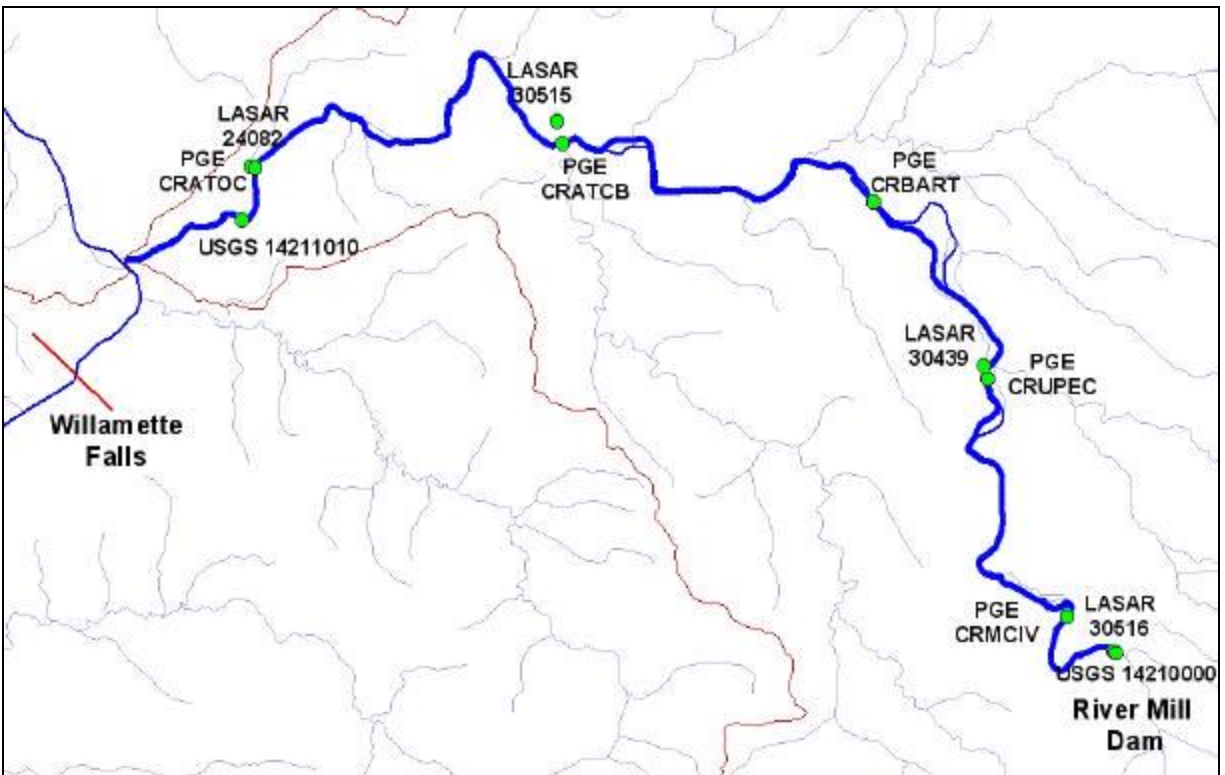 LASAR
30515
LASAR
24082
PGE
CRATOC
PGE
CRATCB
PGE
CRBART
USGS 14211010
LASAR
30439
PGE
CRUPEC
Willamette
Falls
PGE
CRMCIV
LASAR
30516
USGS 14210000
River Mill
Dam